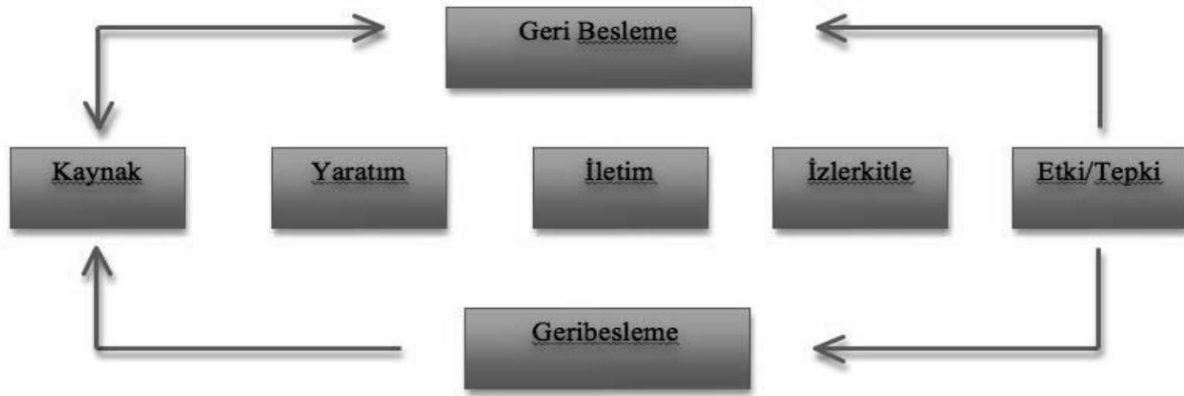 Geri Besleme
Kaynak
Yaratım
İletim
İzlerkitle
Etki/Tepki
Geribesleme